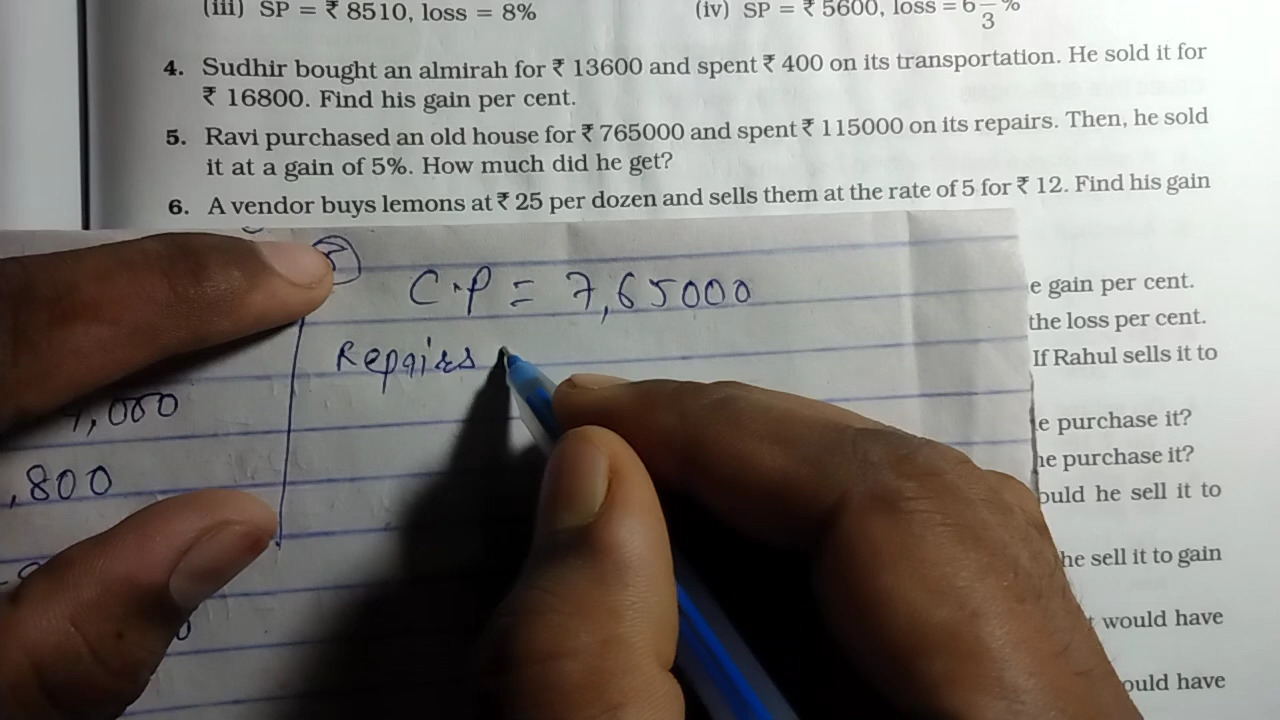 (iii) SP = ₹ 8510, loss = 8%
(iv) SP = ₹ 5600, loss = 6 /3 %
4. Sudhir bought an almirah for ₹ 13600 and spent ₹ 400 on its transportation. He sold it for
₹ 16800. Find his gain per cent.
5. Ravi purchased an old house for ₹ 765000 and spent ₹ 115000 on its repairs. Then, he sold
it at a gain of 5%. How much did he get?
6. A vendor buys lemons at ₹ 25 per dozen and sells them at the rate of 5 for ₹ 12. Find his gain
C.P = 7,65000
Repairs
,000
,800
e gain per cent.
the loss per cent.
If Rahul sells it to
e purchase it?
he purchase it?
ould he sell it to
he sell it to gain
would have
ould have